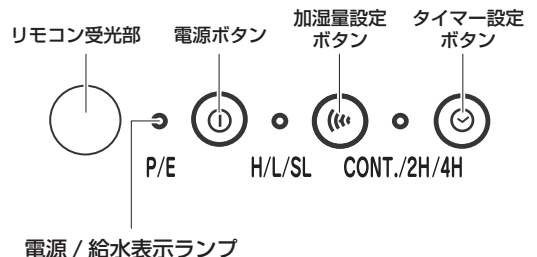 リモコン受光部
電源ボタン
加湿量設定
ボタン
タイマー設定
ボタン
P/E
H/L/SL
CONT./2H/4H
電源 / 給水表示ランプ